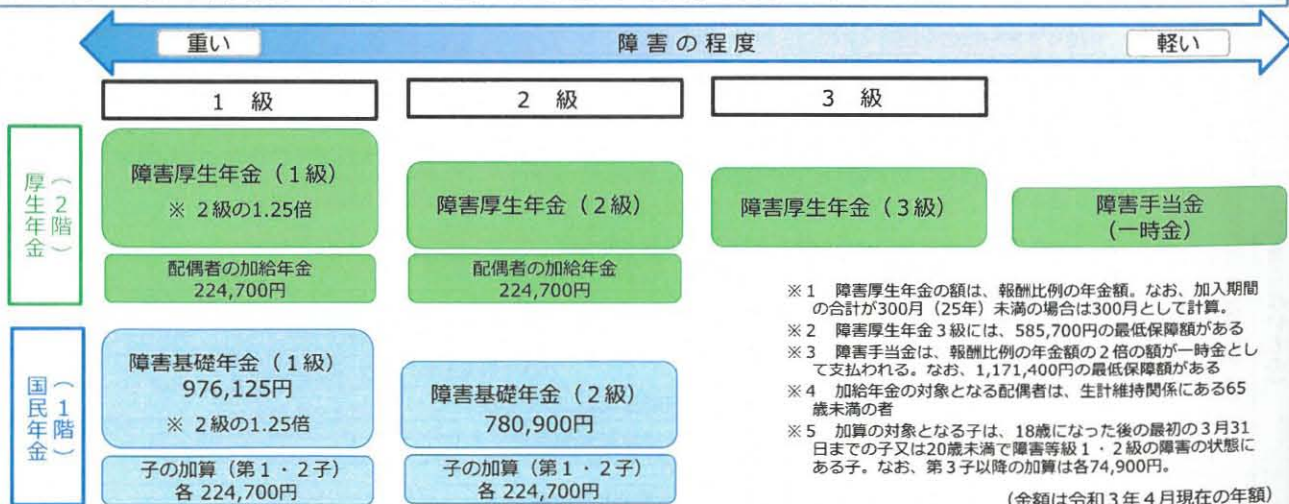 重い
障害の程度
軽い
1 級
2 級
3 級
厚生年金
（2階）
障害厚生年金（1級）
※ 2級の1.25倍
障害厚生年金（2級）
障害厚生年金（3級）
障害手当金
（一時金）
配偶者の加給年金
224,700円
配偶者の加給年金
224,700円
国民年金
（1階）
障害基礎年金（1級）
976,125円
※ 2級の1.25倍
障害基礎年金（2級）
780,900円
子の加算（第1・2子）
各 224,700円
子の加算（第1・2子）
各 224,700円
※1 障害厚生年金の額は、報酬比例の年金額。なお、加入期間
の合計が300月（25年）未満の場合は300月として計算。
※2 障害厚生年金3級には、585,700円の最低保障額がある
※3 障害手当金は、報酬比例の年金額の2倍の額が一時金とし
て支払われる。なお、1,171,400円の最低保障額がある
※4 加給年金の対象となる配偶者は、生計維持関係にある65
歳未満の者
※5 加算の対象となる子は、18歳になった後の最初の3月31
日までの子又は20歳未満で障害等級1・2級の障害の状態に
ある子。なお、第3子以降の加算は各74,900円。
（金額は令和3年4月現在の年額）